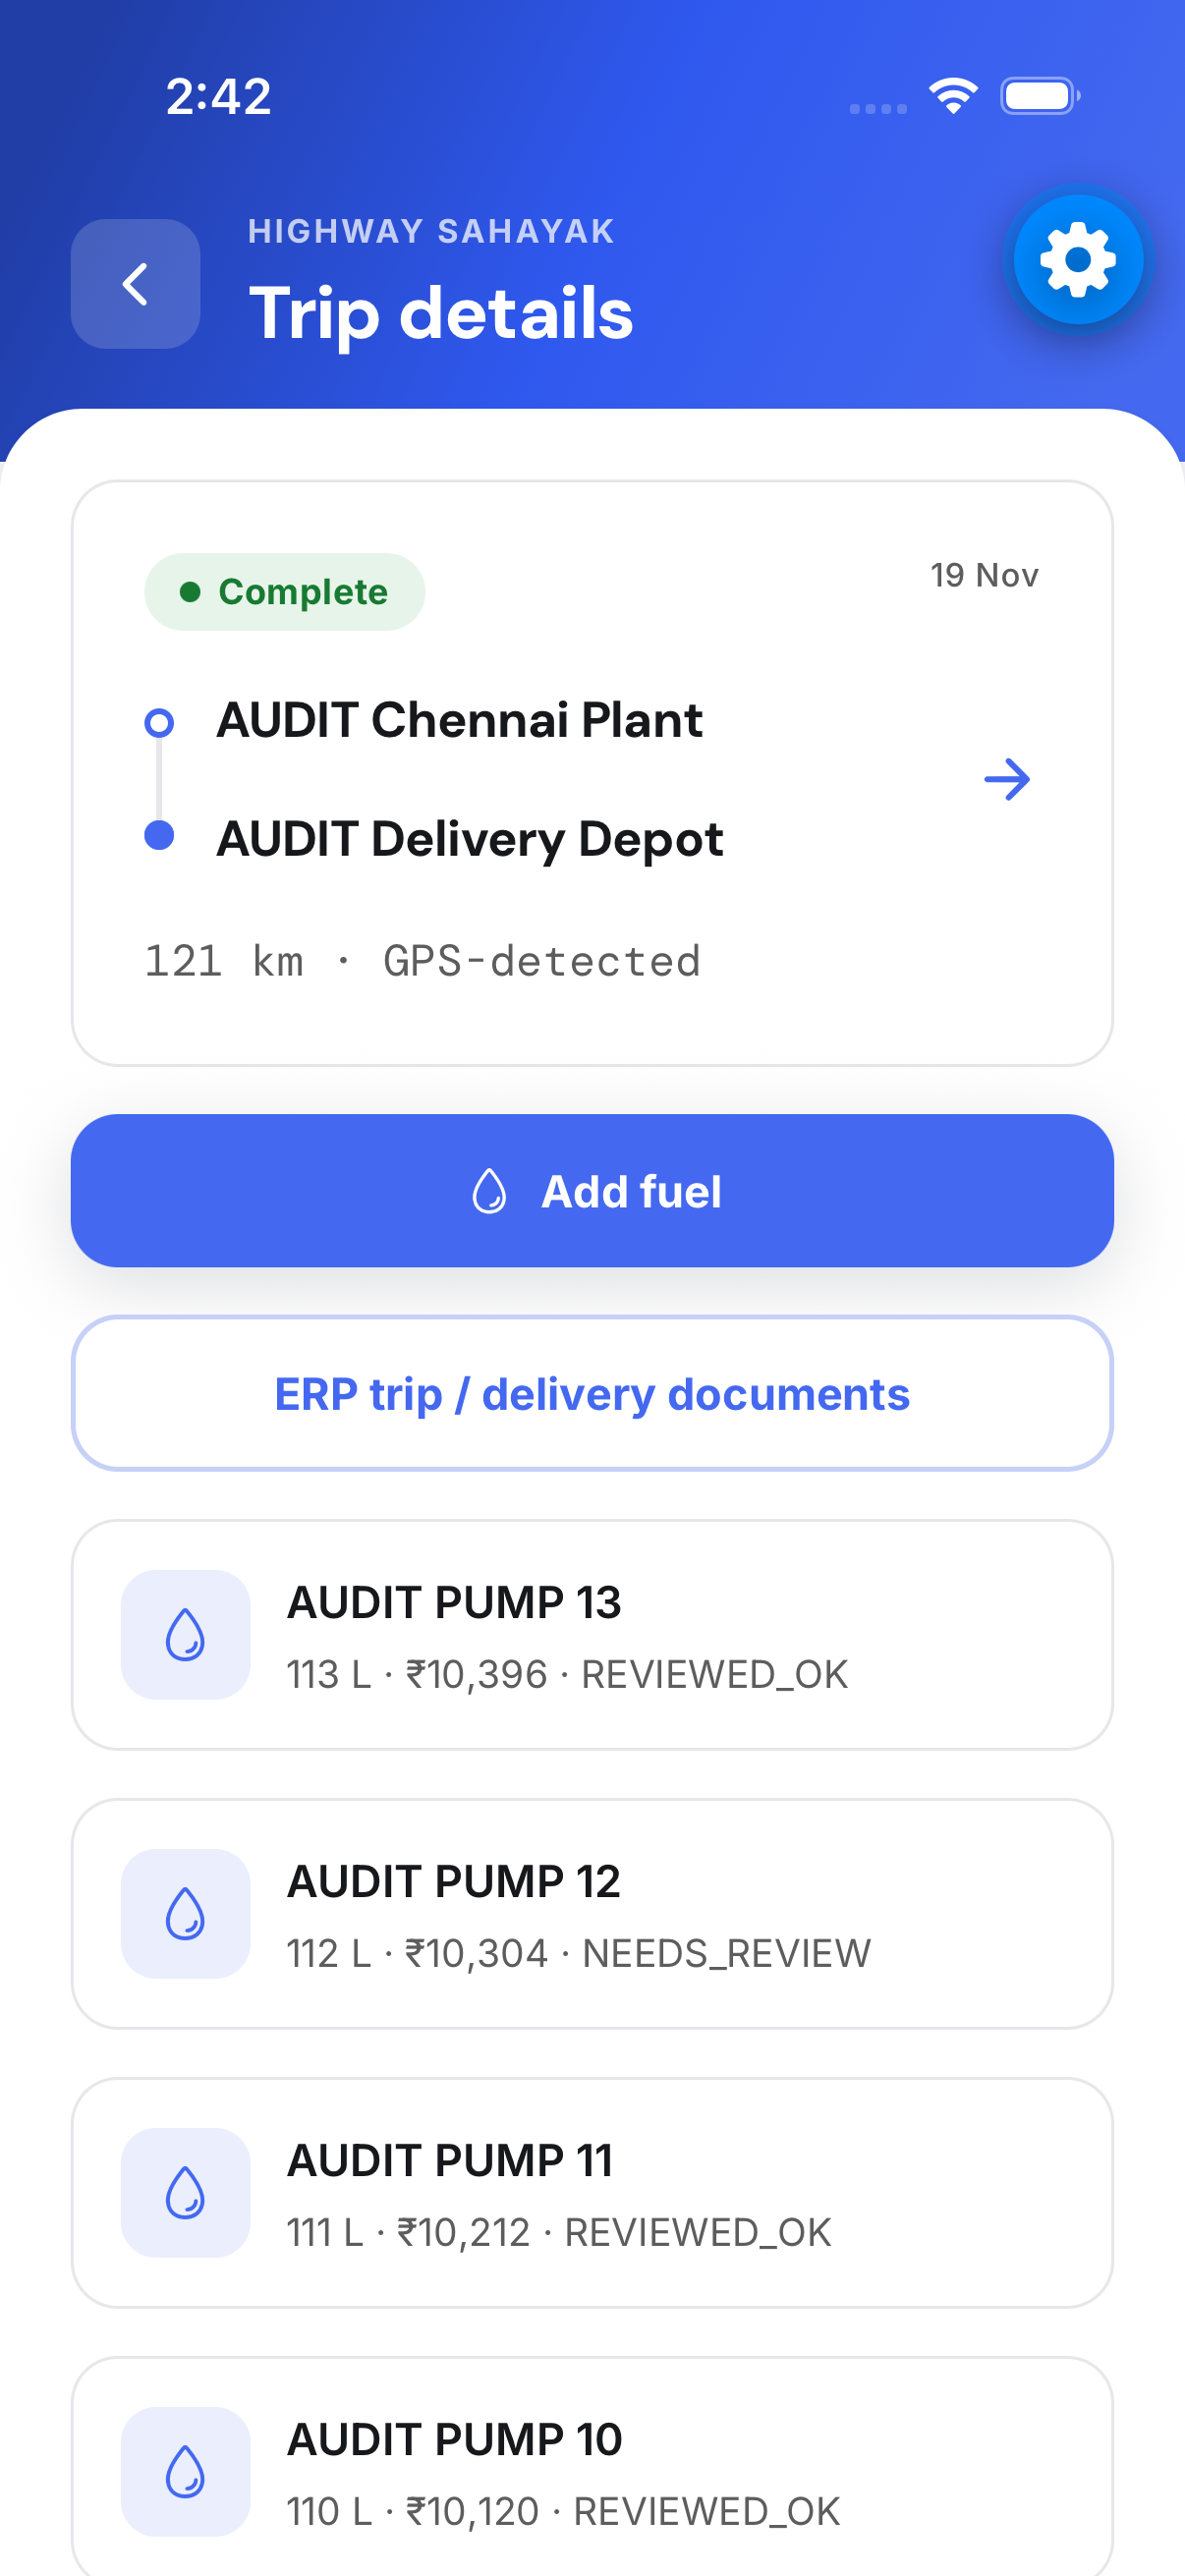 2:42
HIGHWAY SAHAYAK
Trip details
Complete
19 Nov
AUDIT Chennai Plant
AUDIT Delivery Depot
121 km · GPS-detected
Add fuel
ERP trip / delivery documents
AUDIT PUMP 13
113 L · ₹10,396 · REVIEWED_OK
AUDIT PUMP 12
112 L · ₹10,304 · NEEDS_REVIEW
AUDIT PUMP 11
111 L · ₹10,212 · REVIEWED_OK
AUDIT PUMP 10
110 L · ₹10,120 · REVIEWED_OK